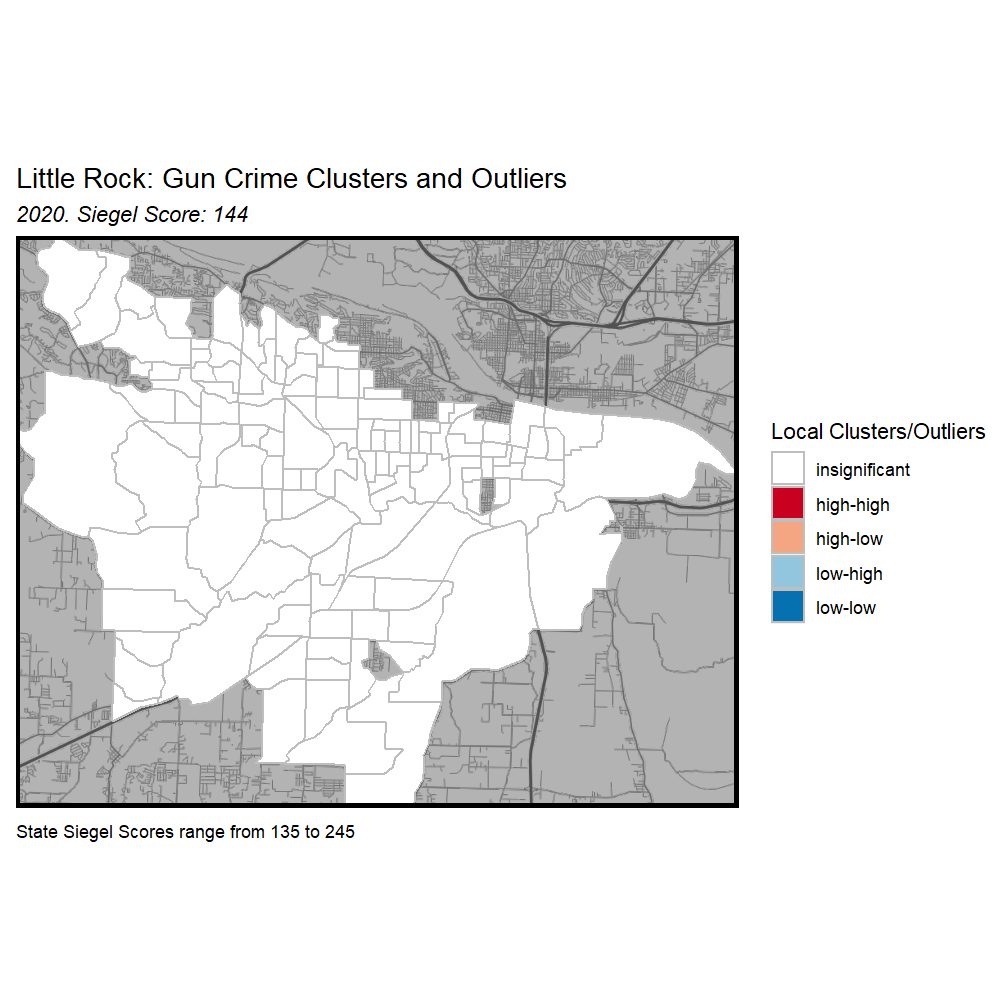 Little Rock: Gun Crime Clusters and Outliers
2020. Siegel Score: 144
Local Clusters/Outliers
insignificant
high-high
high-low
low-high
low-low
State Siegel Scores range from 135 to 245